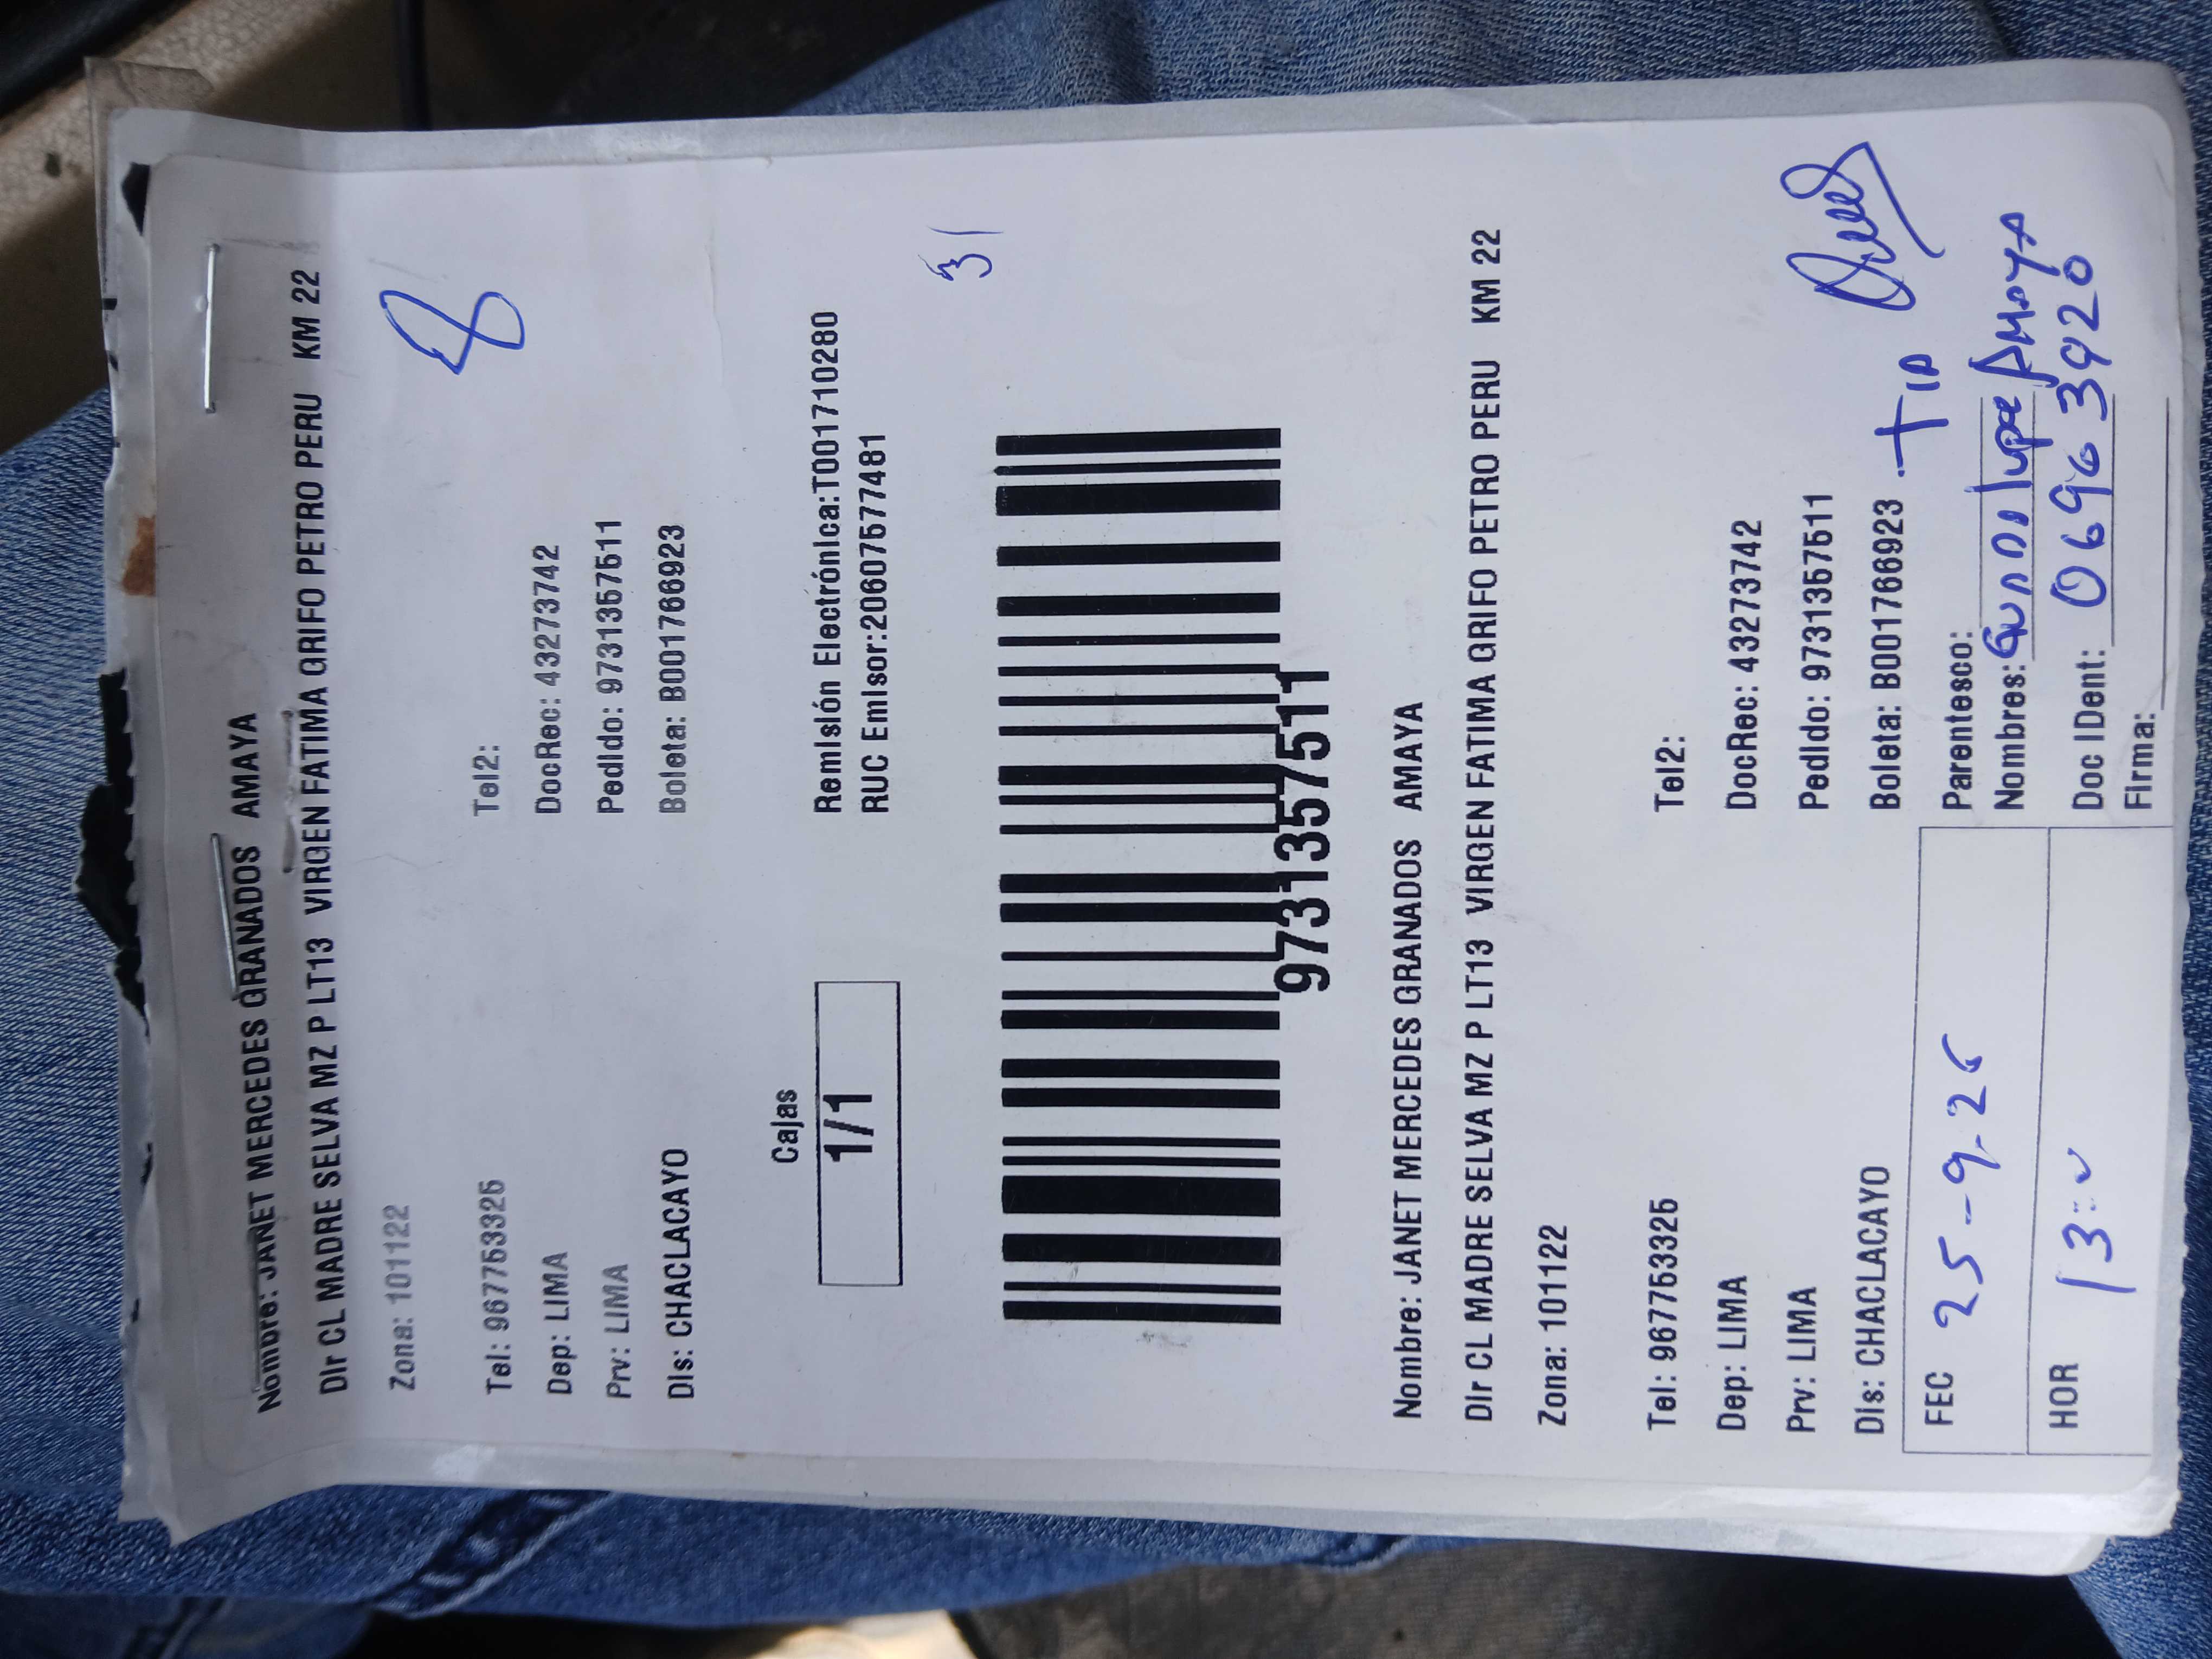 Nombre: JANET MERCEDES GRANADOS AMAYA
Dir CL MADRE SELVA MZ P LT13 VIRGEN FATIMA GRIFO PETRO PERU KM 22
8
Zona: 101122
Tel: 967753325 Tel2:
Dep: LIMA DocRec: 43273742
Prv: LIMA Pedido: 9731357511
Dis: CHACLACAYO Boleta: B001766923
Cajas
1/1
Remisión Electrónica:T001710280
RUC Emisor:20607577481
31
9731357511
Nombre: JANET MERCEDES GRANADOS AMAYA
Dir CL MADRE SELVA MZ P LT13 VIRGEN FATIMA GRIFO PETRO PERU KM 22
Zona: 101122
Tel: 967753325 Tel2:
Dep: LIMA DocRec: 43273742
Prv: LIMA Pedido: 9731357511
Dis: CHACLACAYO Boleta: B001766923
FEC 25-9-26
Parentesco: TIA
Nombres: Guadalupe AMAYA
HOR 13:00
Doc IDent: 06963920
Firma: